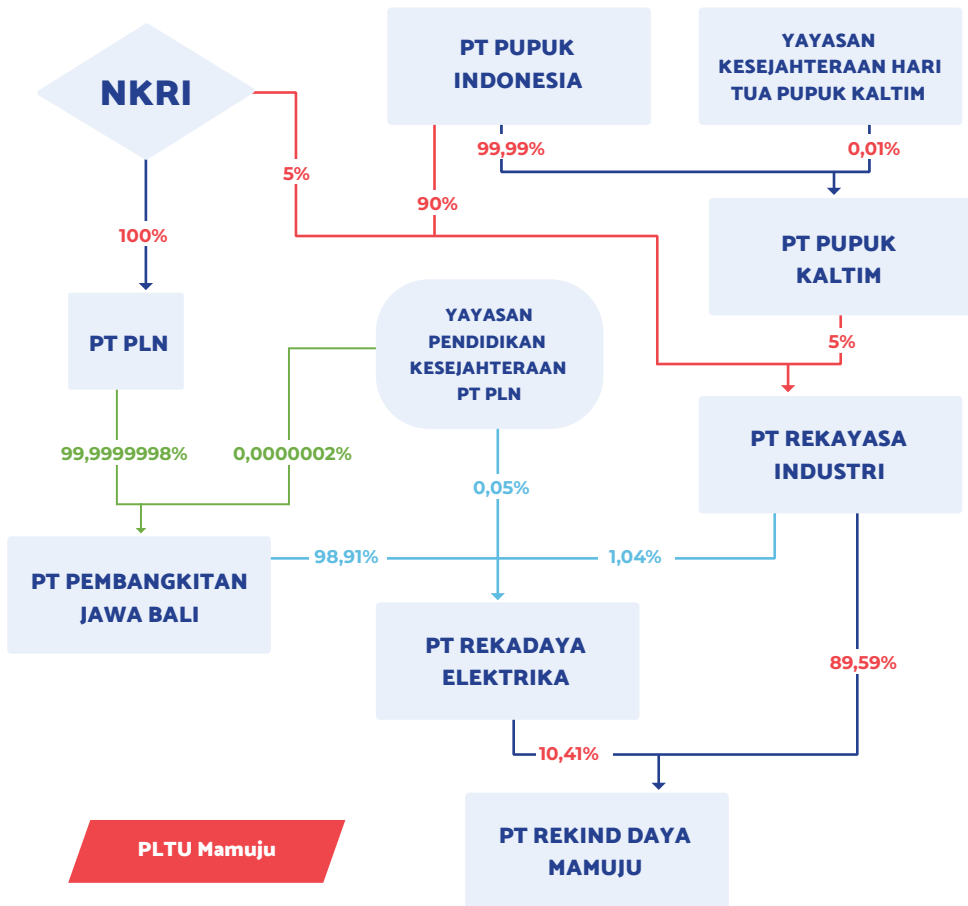 NKRI
PT PUPUK
INDONESIA
YAYASAN
KESEJAHTERAAN HARI
TUA PUPUK KALTIM
99,99%
0,01%
5%
90%
100%
PT PUPUK
KALTIM
PT PLN
YAYASAN
PENDIDIKAN
KESEJAHTERAAN
PT PLN
5%
99,9999998%
0,0000002%
PT REKAYASA
INDUSTRI
0,05%
98,91%
1,04%
PT PEMBANGKITAN
JAWA BALI
PT REKADAYA
ELEKTRIKA
89,59%
10,41%
PT REKIND DAYA
MAMUJU
PLTU Mamuju